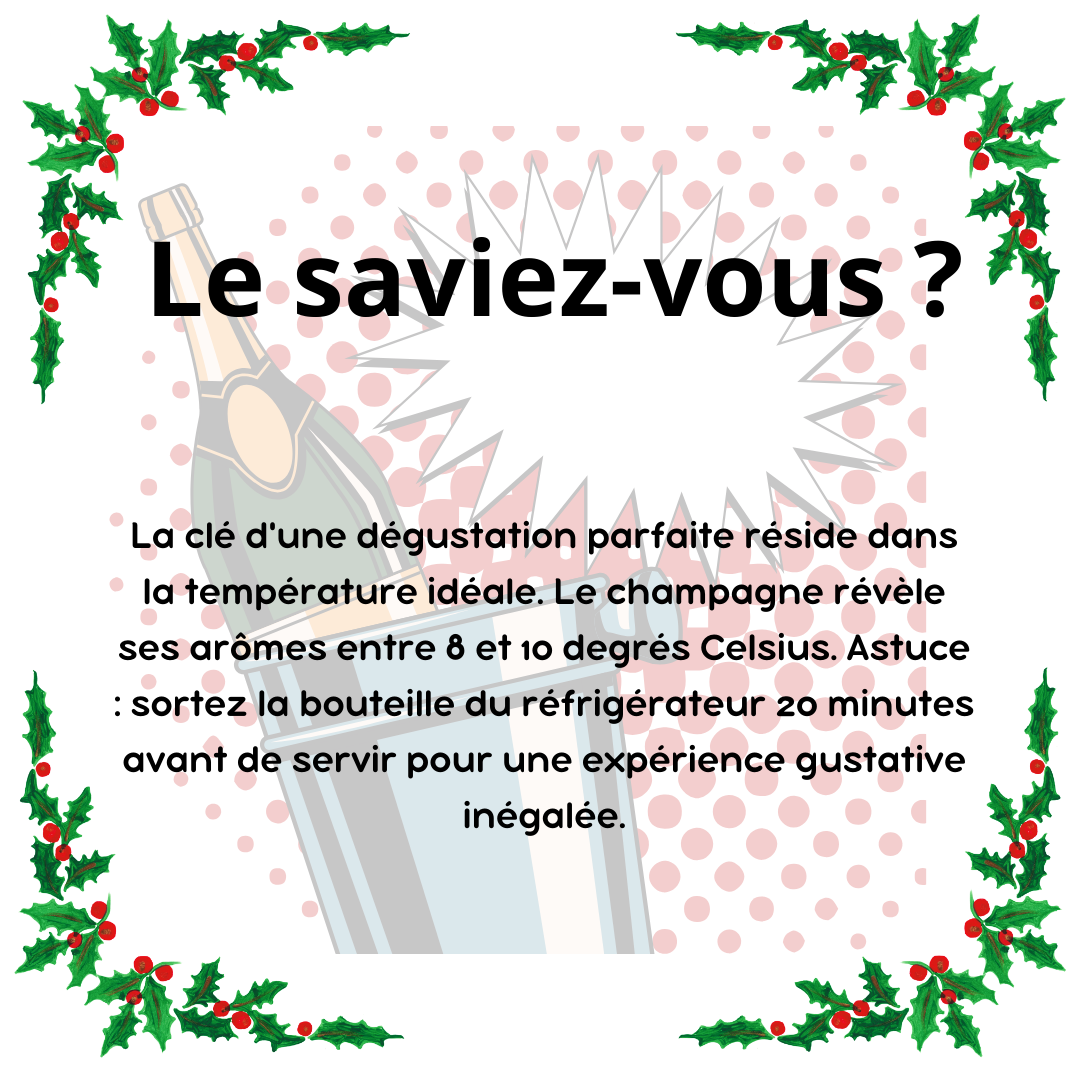 Le saviez-vous ?
La clé d'une dégustation parfaite réside dans
la température idéale. Le champagne révèle
ses arômes entre 8 et 10 degrés Celsius. Astuce
: sortez la bouteille du réfrigérateur 20 minutes
avant de servir pour une expérience gustative
inégalée.